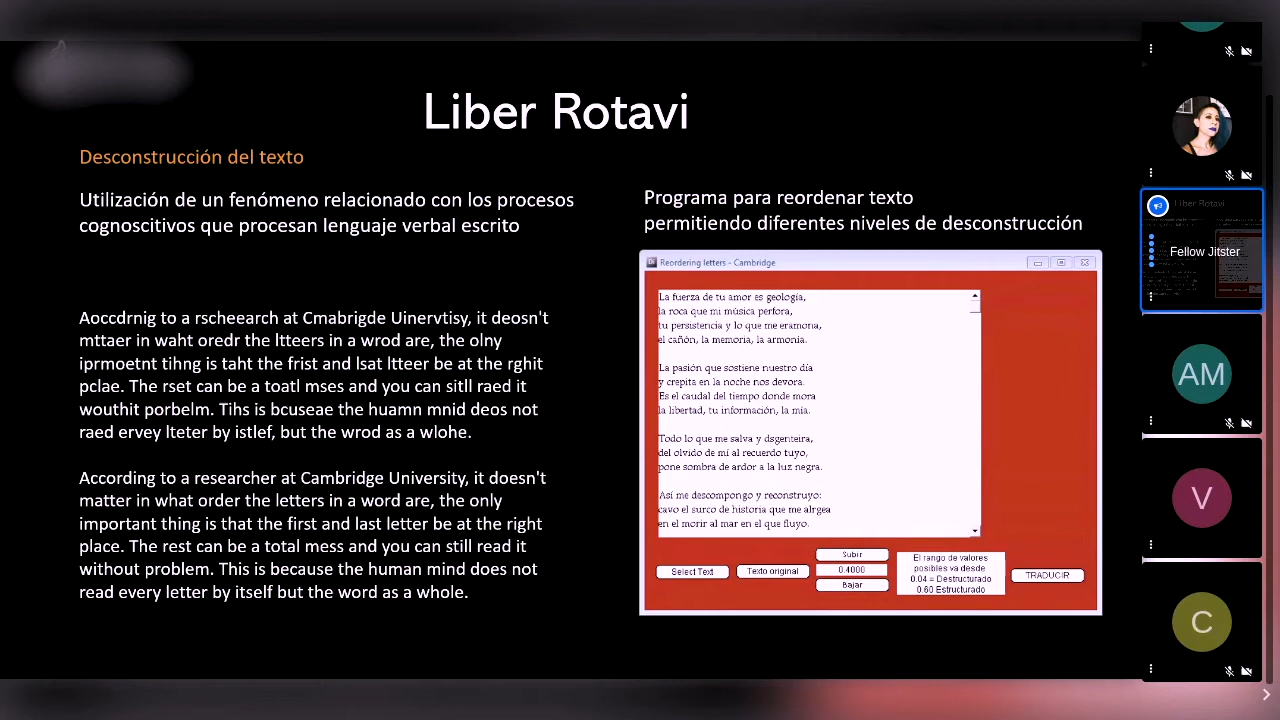 Liber Rotavi
Desconstrucción del texto
Utilización de un fenómeno relacionado con los procesos
cognoscitivos que procesan lenguaje verbal escrito
Aoccdrnig to a rscheearch at Cmabrigde Uinervtisy, it deosn't
mttaer in waht oredr the ltteers in a wrod are, the olny
iprmoetnt tihng is taht the frist and lsat ltteer be at the rghit
pclae. The rset can be a toatl mses and you can sitll raed it
wouthit porbelm. Tihs is bcuseae the huamn mnid deos not
raed ervey lteter by istlef, but the wrod as a wlohe.
According to a researcher at Cambridge University, it doesn't
matter in what order the letters in a word are, the only
important thing is that the first and last letter be at the right
place. The rest can be a total mess and you can still read it
without problem. This is because the human mind does not
read every letter by itself but the word as a whole.
Programa para reordenar texto
permitiendo diferentes niveles de desconstrucción
Reordering letters - Cambridge
La fuerza de tu amor es geología,
la roca que mi música perfora,
tu persistencia y lo que me eramona,
el cañón, la memoria, la armonía.
La pasión que sostiene nuestro día
y crepita en la noche nos devora.
Es el caudal del tiempo donde mora
la libertad, tu información, la mía.
Todo lo que me salva y dsgenteira,
del olvido de mí al recuerdo tuyo,
pone sombra de ardor a la luz negra.
Así me descompongo y reconstruyo:
cavo el surco de historia que me alrgea
en el morir al mar en el que fluyo.
Select Text
Texto original
Subir
0.4000
Bajar
El rango de valores
posibles va desde
0.04 = Destructurado
0.60 Estructurado
TRADUCIR
Liber Rotavi
Fellow Jitster
AM
V
C